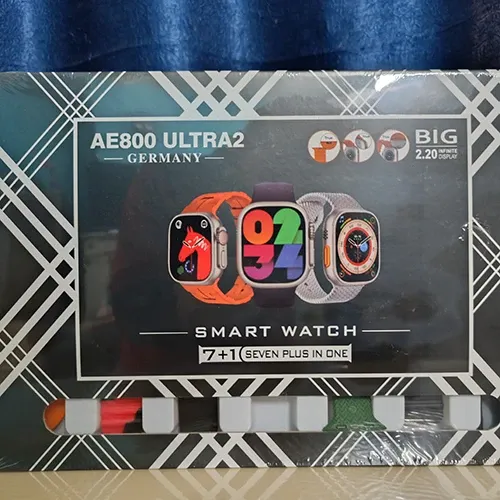 AE800 ULTRA2
GERMANY
BIG
2.20 INFINITE DISPLAY
02
34
SMART WATCH
7+1 SEVEN PLUS IN ONE